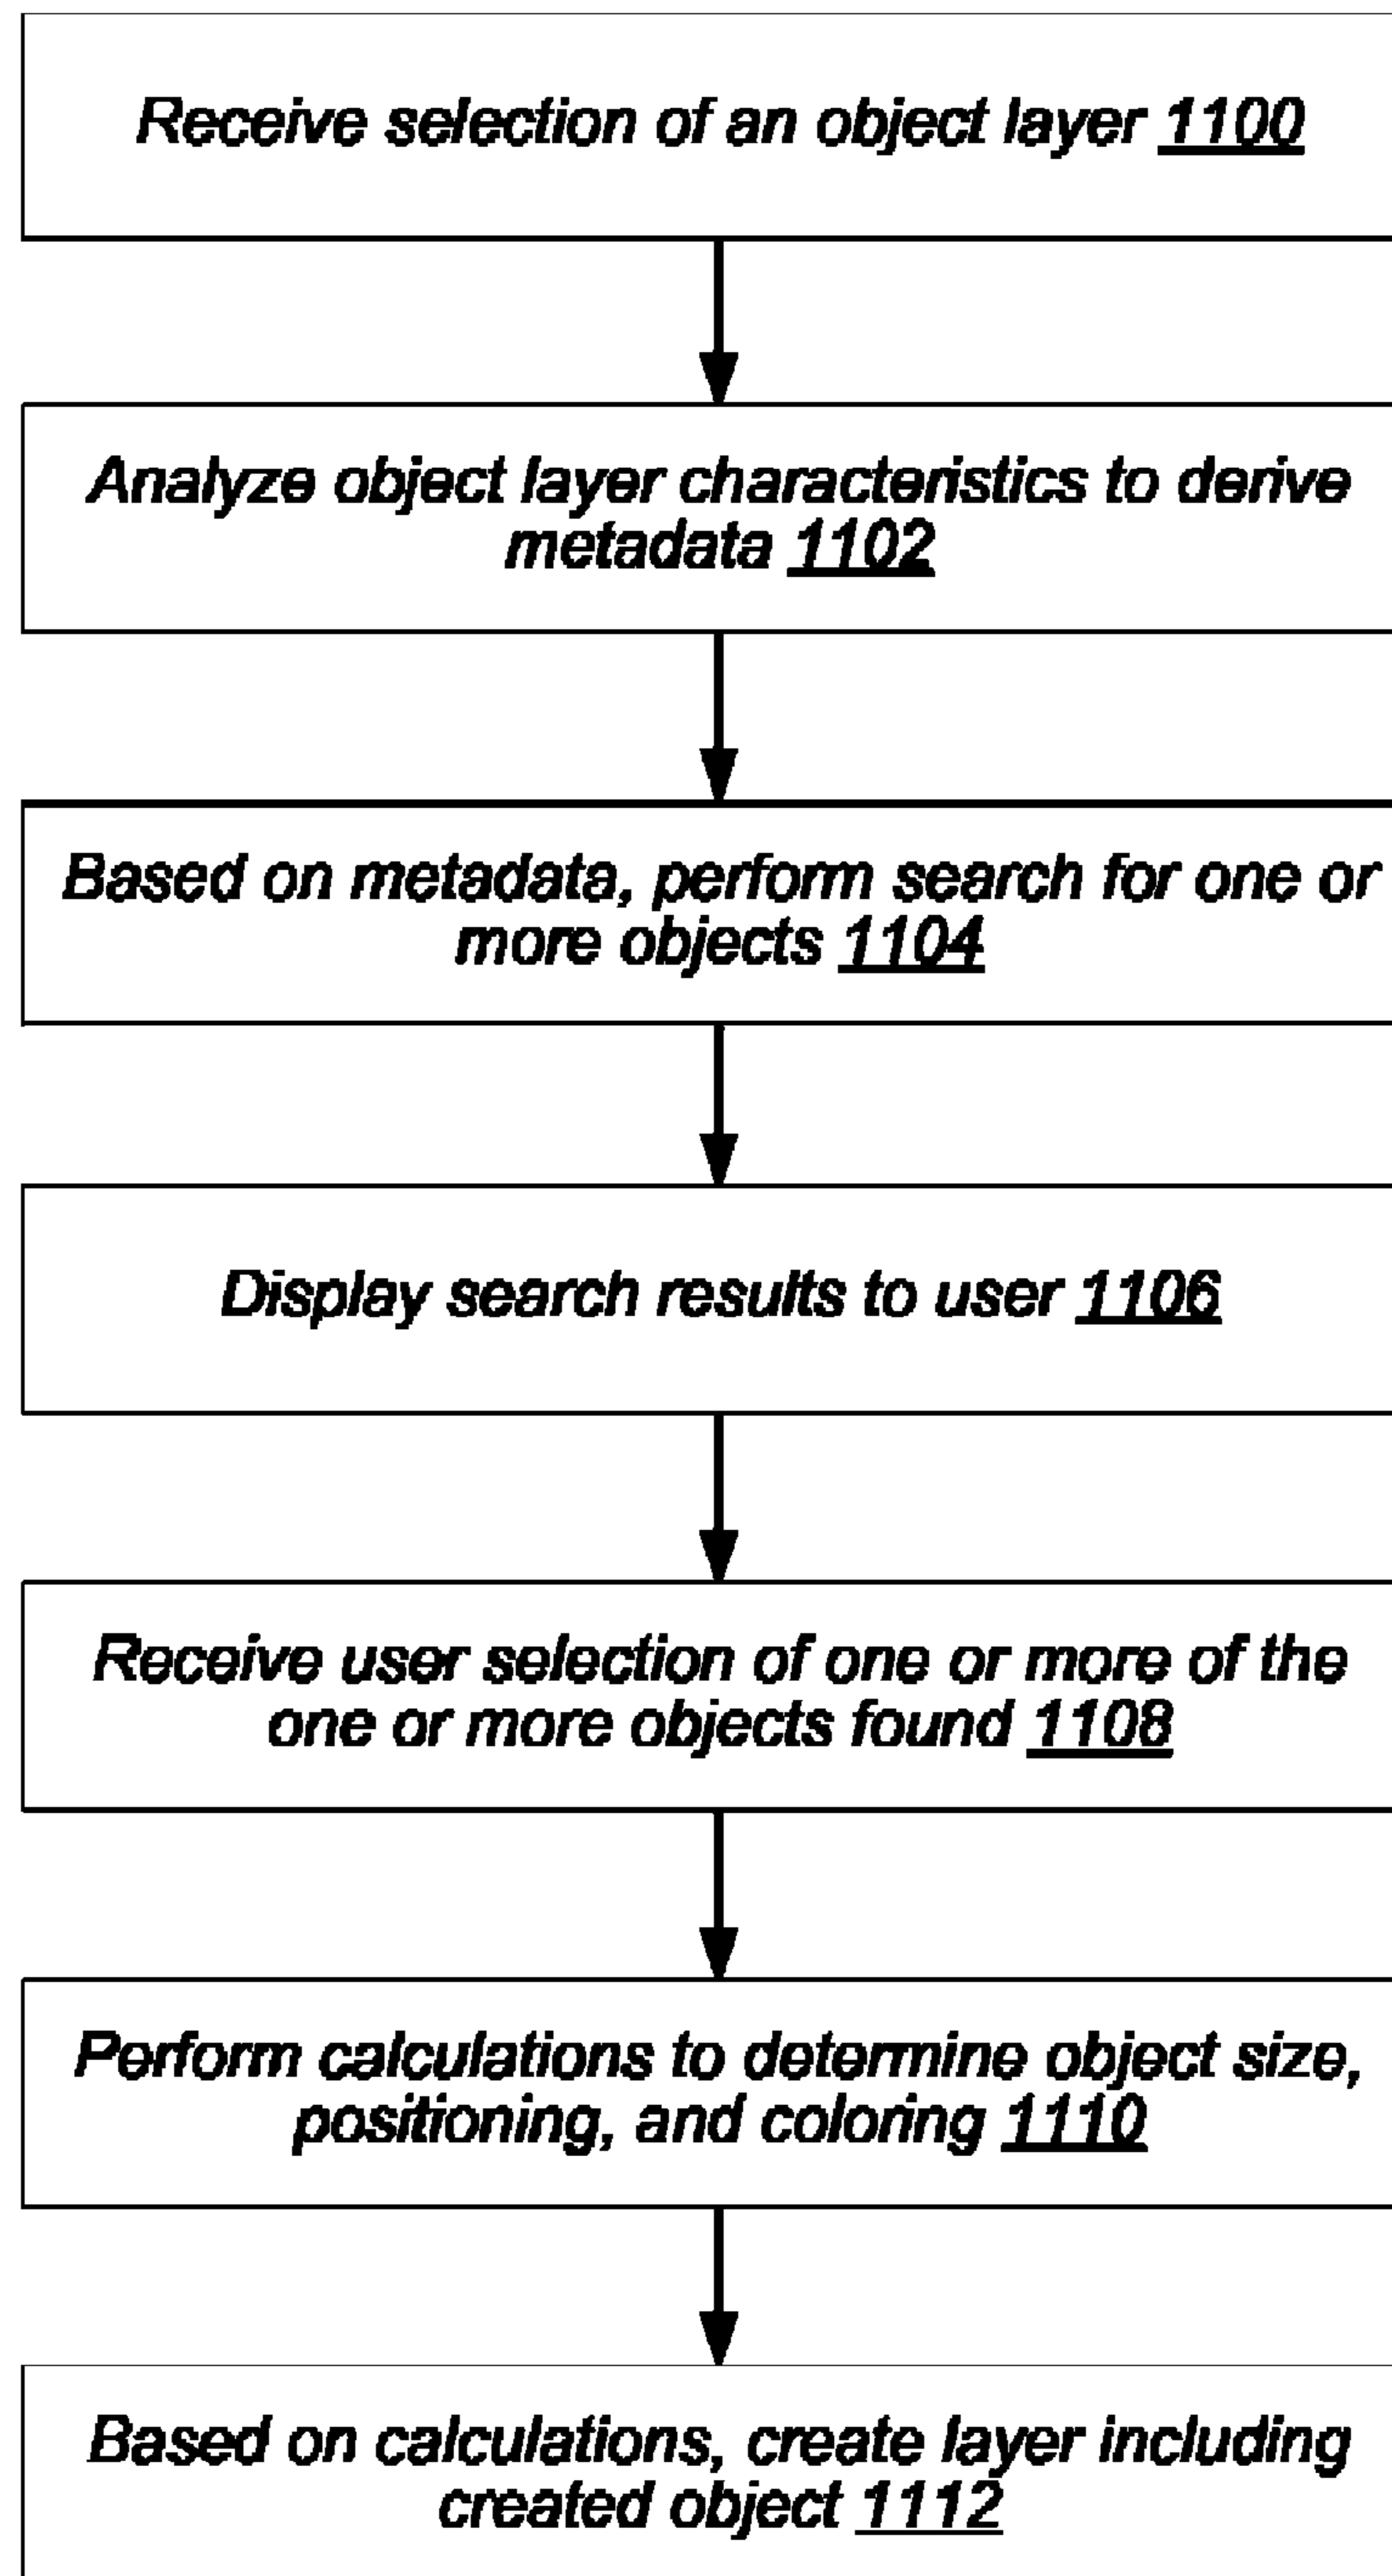 Receive selection of an object layer 1100
Analyze object layer characteristics to derive
metadata 1102
Based on metadata, perform search for one or
more objects 1104
Display search results to user 1106
Receive user selection of one or more of the
one or more objects found 1108
Perform calculations to determine object size,
positioning, and coloring 1110
Based on calculations, create layer including
created object 1112